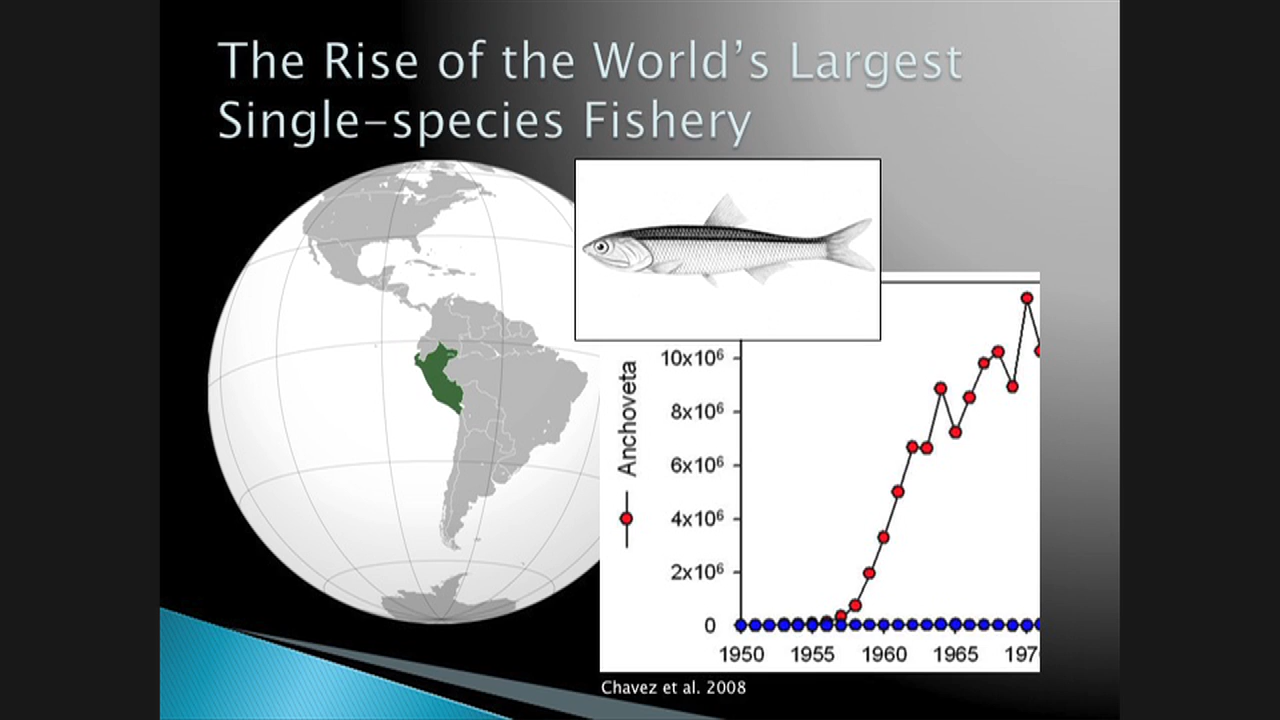 The Rise of the World's Largest
Single-species Fishery
Anchoveta
10x10⁶
8x10⁶
6x10⁶
4x10⁶
2x10⁶
0
1950 1955 1960 1965 197
Chavez et al. 2008